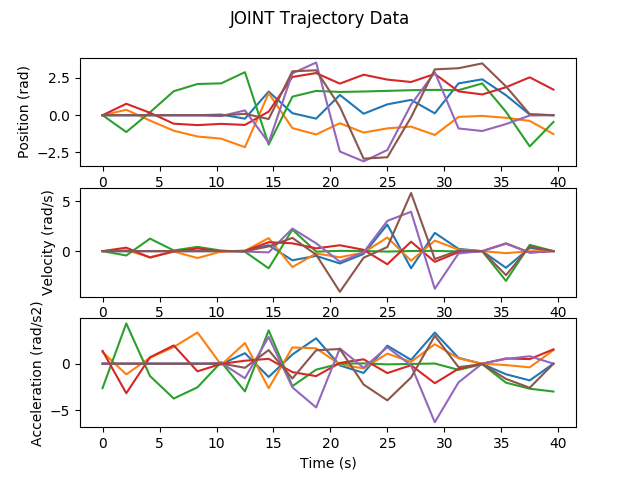 JOINT Trajectory Data
Position (rad)
2.5
0.0
−2.5
0 5 10 15 20 25 30 35 40
Velocity (rad/s)
5
0
0 5 10 15 20 25 30 35 40
Acceleration (rad/s2)
0
−5
0 5 10 15 20 25 30 35 40
Time (s)